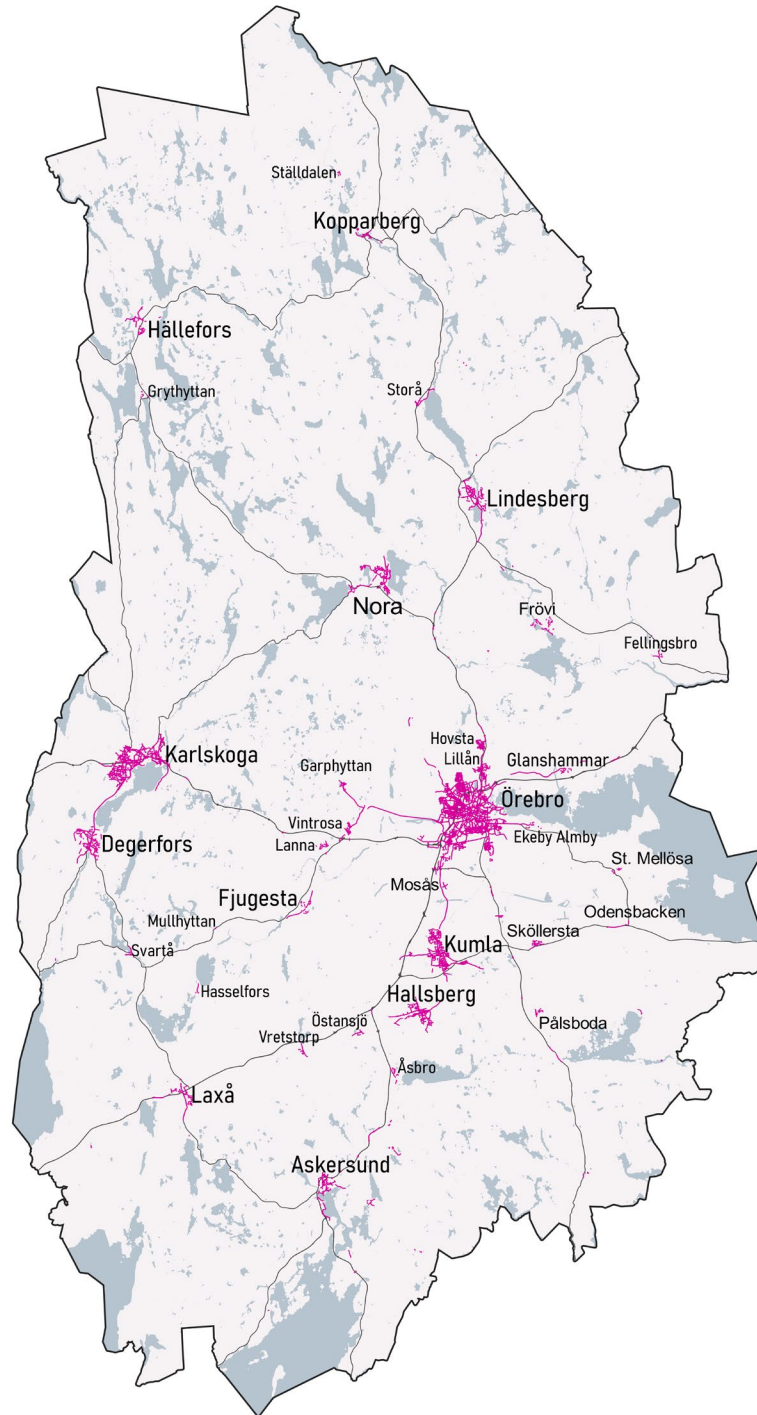 Ställdalen
Kopparberg
Hällefors
Grythyttan
Storå
Lindesberg
Nora
Frövi
Fellingsbro
Hovsta
Karlskoga
Lillån
Glanshammar
Garphyttan
Örebro
Vintrosa
Ekeby Almby
Degerfors
Lanna
St. Mellösa
Mosås
Fjugesta
Odensbacken
Mullhyttan
Sköllersta
Kumla
Svartå
Hasselfors
Hallsberg
Östansjö
Pålsboda
Vretstorp
Åsbro
Laxå
Askersund